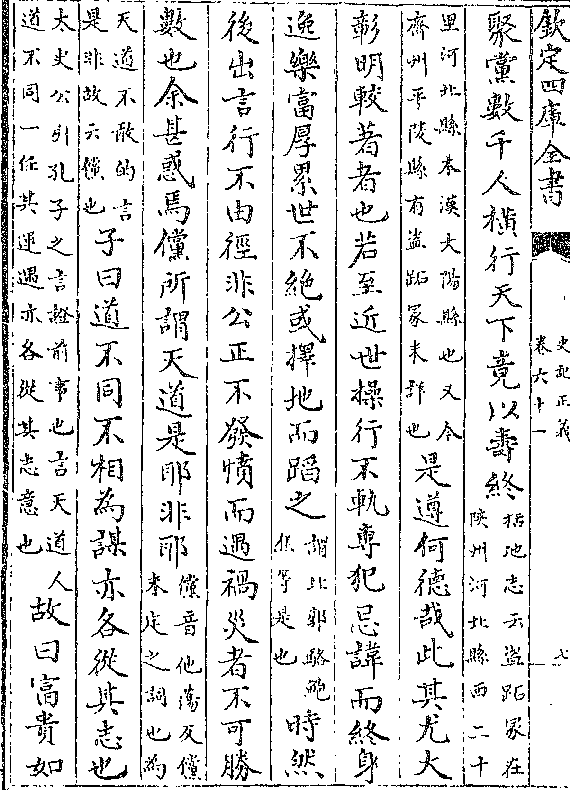 欽定四庫全書
史記正義
卷六十一
七
聚黨數千人橫行天下竟以壽終括地志云盜跖冢在陜州河北縣西二十
里河北縣本漢大陽縣也又今齊州平陵縣有盜跖冢未詳也是遵何德哉此其尤大
彰明較著者也若至近世操行不軌專犯忌諱而終身
逸樂富厚累世不絶或擇地而蹈之謂北郭駱鮑焦等是也時然
後出言行不由徑非公正不發憤而遇禍災者不可勝
數也余甚惑焉儻所謂天道是耶非耶儻音他蕩反儻未定之詞也為
天道不敢的言是非故云儻也子曰道不同不相為謀亦各從其志也
太史公引孔子之言證前事也言天道人道不同一任其運遇亦各從其志意也故曰富貴如